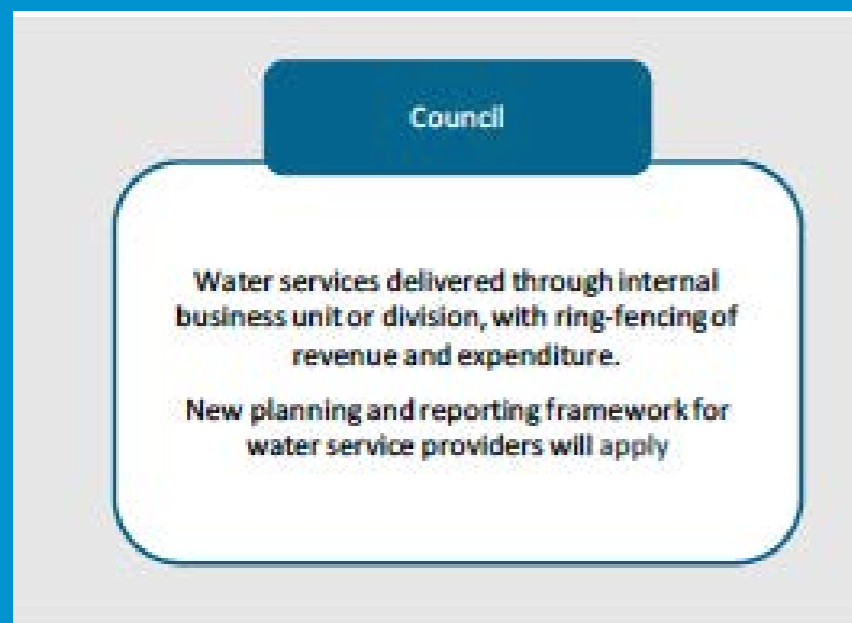 Council
Water services delivered through internal
business unit or division, with ring-fencing of
revenue and expenditure.
New planning and reporting framework for
water service providers will apply